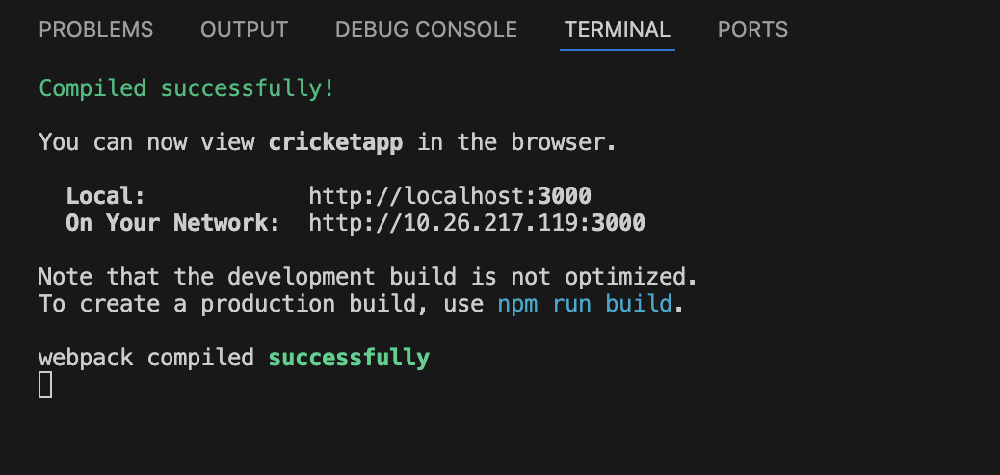 PROBLEMS OUTPUT DEBUG CONSOLE TERMINAL PORTS
Compiled successfully!
You can now view cricketapp in the browser.
Local: http://localhost:3000
On Your Network: http://10.26.217.119:3000
Note that the development build is not optimized.
To create a production build, use npm run build.
webpack compiled successfully